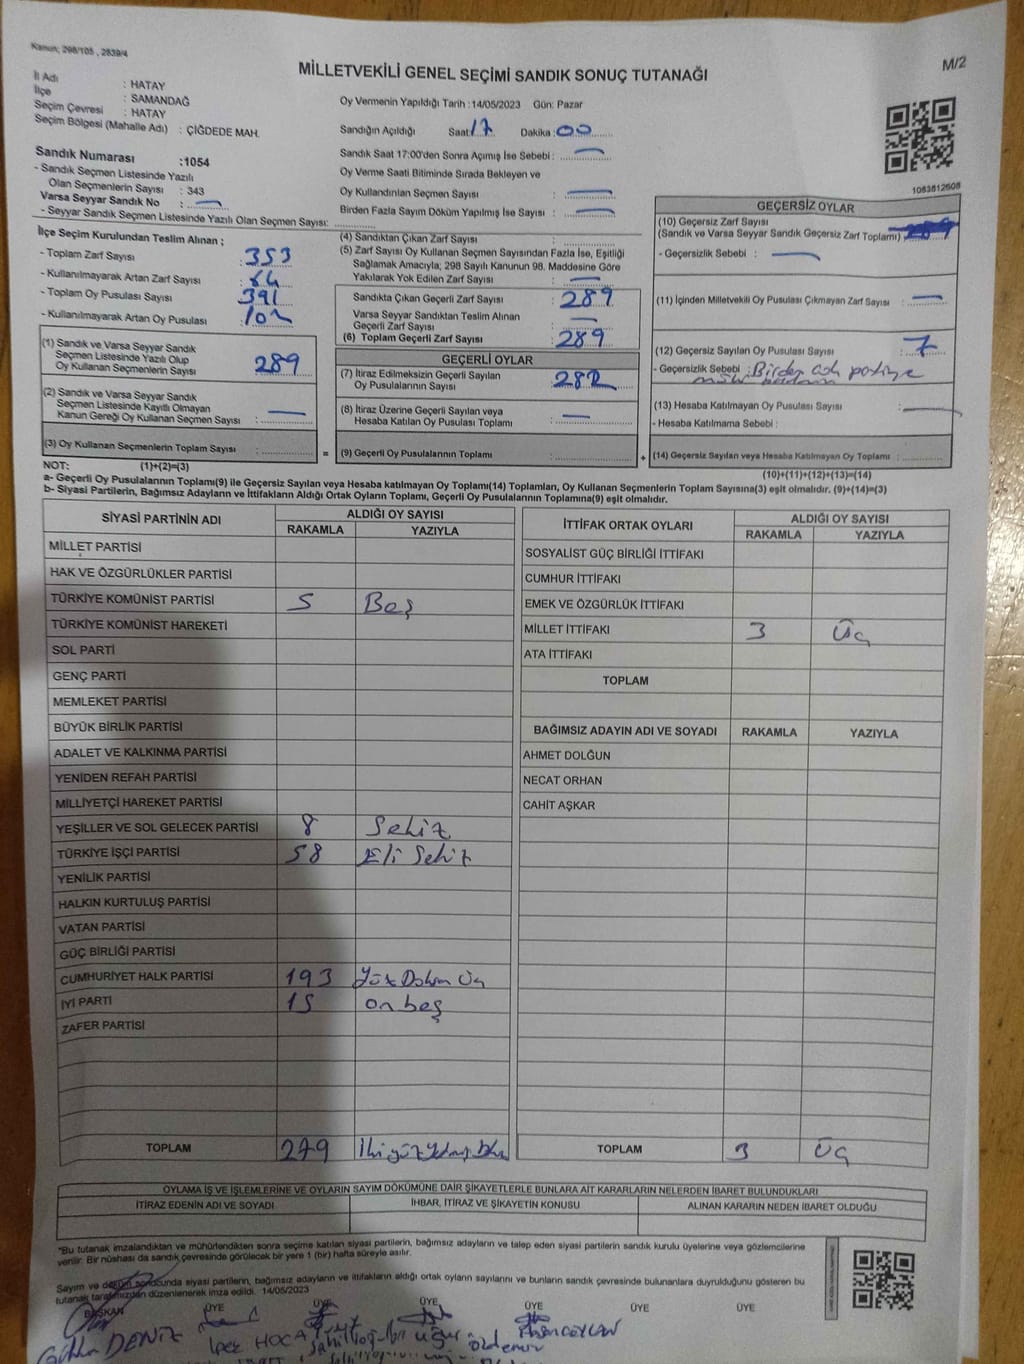 Kanun; 298/105 , 2839/4
M/2
MİLLETVEKİLİ GENEL SEÇİMİ SANDIK SONUÇ TUTANAĞI
İl Adı : HATAY
İlçe : SAMANDAĞ
Seçim Çevresi : HATAY
Seçim Bölgesi (Mahalle Adı) : ÇİĞDEDE MAH.
Oy Vermenin Yapıldığı Tarih :14/05/2023 Gün: Pazar
Sandığın Açıldığı Saat 17 Dakika : 00
Sandık Saat 17:00'den Sonra Açımış İse Sebebi : —
Oy Verme Saati Bitiminde Sırada Bekleyen ve
Oy Kullandırılan Seçmen Sayısı : —
Birden Fazla Sayım Döküm Yapılmış İse Sayısı : —
Sandık Numarası :1054
- Sandık Seçmen Listesinde Yazılı
Olan Seçmenlerin Sayısı : 343
Varsa Seyyar Sandık No : —
- Seyyar Sandık Seçmen Listesinde Yazılı Olan Seçmen Sayısı:
1063812608
İlçe Seçim Kurulundan Teslim Alınan ;
- Toplam Zarf Sayısı : 353
- Kullanılmayarak Artan Zarf Sayısı : 64
- Toplam Oy Pusulası Sayısı : 391
- Kullanılmayarak Artan Oy Pusulası : 102
(1) Sandık ve Varsa Seyyar Sandık
Seçmen Listesinde Yazılı Olup
Oy Kullanan Seçmenlerin Sayısı : 289
(2) Sandık ve Varsa Seyyar Sandık
Seçmen Listesinde Kayıtlı Olmayan
Kanun Gereği Oy Kullanan Seçmen Sayısı : —
(3) Oy Kullanan Seçmenlerin Toplam Sayısı :
(4) Sandıktan Çıkan Zarf Sayısı :
(5) Zarf Sayısı Oy Kullanan Seçmen Sayısından Fazla İse, Eşitliği
Sağlamak Amacıyla; 298 Sayılı Kanunun 98. Maddesine Göre
Yakılarak Yok Edilen Zarf Sayısı : —
Sandıkta Çıkan Geçerli Zarf Sayısı : 289
Varsa Seyyar Sandıktan Teslim Alınan
Geçerli Zarf Sayısı : —
(6) Toplam Geçerli Zarf Sayısı : 289
GEÇERLİ OYLAR
(7) İtiraz Edilmeksizin Geçerli Sayılan
Oy Pusulalarının Sayısı : 282
(8) İtiraz Üzerine Geçerli Sayılan veya
Hesaba Katılan Oy Pusulası Toplamı : —
= (9) Geçerli Oy Pusulalarının Toplamı :
GEÇERSİZ OYLAR
(10) Geçersiz Zarf Sayısı
(Sandık ve Varsa Seyyar Sandık Geçersiz Zarf Toplamı) : 289
- Geçersizlik Sebebi : —
(11) İçinden Milletvekili Oy Pusulası Çıkmayan Zarf Sayısı : —
(12) Geçersiz Sayılan Oy Pusulası Sayısı : 7
- Geçersizlik Sebebi : Birden partiye
(13) Hesaba Katılmayan Oy Pusulası Sayısı : —
- Hesaba Katılmama Sebebi :
+ (14) Geçersiz Sayılan veya Hesaba Katılmayan Oy Toplamı :
NOT: (1)+(2)=(3)
(10)+(11)+(12)+(13)=(14)
a- Geçerli Oy Pusulalarının Toplamı(9) ile Geçersiz Sayılan veya Hesaba katılmayan Oy Toplamı(14) Toplamları, Oy Kullanan Seçmenlerin Toplam Sayısına(3) eşit olmalıdır. (9)+(14)=(3)
b- Siyasi Partilerin, Bağımsız Adayların ve İttifakların Aldığı Ortak Oyların Toplamı, Geçerli Oy Pusulalarının Toplamına(9) eşit olmalıdır.
SİYASİ PARTİNİN ADI
ALDIĞI OY SAYISI
RAKAMLA YAZIYLA
MİLLET PARTİSİ
HAK VE ÖZGÜRLÜKLER PARTİSİ
TÜRKİYE KOMÜNİST PARTİSİ 5 Beş
TÜRKİYE KOMÜNİST HAREKETİ
SOL PARTİ
GENÇ PARTİ
MEMLEKET PARTİSİ
BÜYÜK BİRLİK PARTİSİ
ADALET VE KALKINMA PARTİSİ
YENİDEN REFAH PARTİSİ
MİLLİYETÇİ HAREKET PARTİSİ
YEŞİLLER VE SOL GELECEK PARTİSİ 8 Sekiz
TÜRKİYE İŞÇİ PARTİSİ 58 Eli Sekiz
YENİLİK PARTİSİ
HALKIN KURTULUŞ PARTİSİ
VATAN PARTİSİ
GÜÇ BİRLİĞİ PARTİSİ
CUMHURİYET HALK PARTİSİ 193 Yüz Doksan Üç
İYİ PARTİ 15 on beş
ZAFER PARTİSİ
TOPLAM 279
İTTİFAK ORTAK OYLARI
ALDIĞI OY SAYISI
RAKAMLA YAZIYLA
SOSYALİST GÜÇ BİRLİĞİ İTTİFAKI
CUMHUR İTTİFAKI
EMEK VE ÖZGÜRLÜK İTTİFAKI
MİLLET İTTİFAKI 3 Üç
ATA İTTİFAKI
TOPLAM
BAĞIMSIZ ADAYIN ADI VE SOYADI RAKAMLA YAZIYLA
AHMET DOLĞUN
NECAT ORHAN
CAHİT AŞKAR
TOPLAM 3 Üç
OYLAMA İŞ VE İŞLEMLERİNE VE OYLARIN SAYIM DÖKÜMÜNE DAİR ŞİKAYETLERLE BUNLARA AİT KARARLARIN NELERDEN İBARET BULUNDUKLARI
İTİRAZ EDENİN ADI VE SOYADI İHBAR, İTİRAZ VE ŞİKAYETİN KONUSU ALINAN KARARIN NEDEN İBARET OLDUĞU
"Bu tutanak imzalandıktan ve mühürlendikten sonra seçime katılan siyasi partilerin, bağımsız adayların ve talep eden siyasi partilerin sandık kurulu üyelerine veya gözlemcilerine
verilir. Bir nüshası da sandık çevresinde görülecek bir yere 1 (bir) hafta süreyle asılır.
Sayım ve döküm sonucunda siyasi partilerin, bağımsız adayların ve ittifakların aldığı ortak oyların sayılarını ve bunların sandık çevresinde bulunanlara duyrulduğunu gösteren bu
tutanak tarafımızdan düzenlenerek imza edildi. 14/05/2023
BAŞKAN ÜYE ÜYE ÜYE ÜYE ÜYE ÜYE
DENİZ İpek HOCA Uğur Özdemir